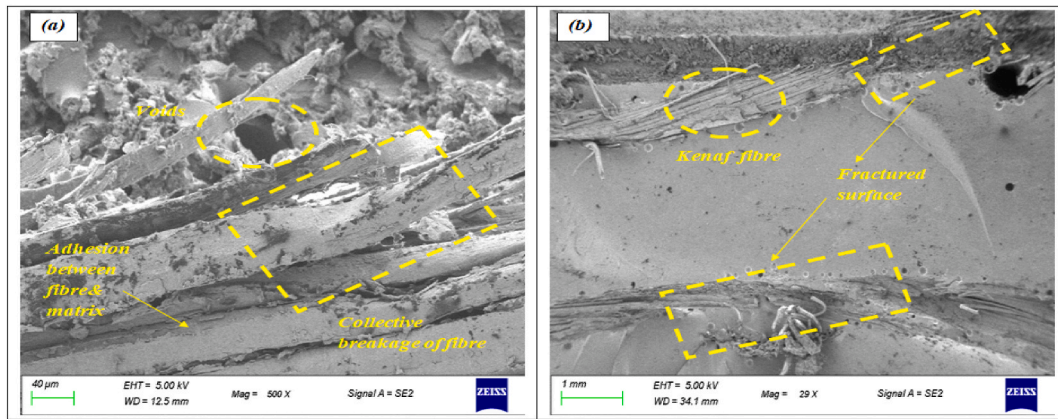 (a)
Voids
Adhesion
between
fibre&
matrix
Collective
breakage of fibre
40 µm
EHT = 5.00 kV
WD = 12.5 mm
Mag = 500 X
Signal A = SE2
ZEISS
(b)
Kenaf fibre
Fractured
surface
1 mm
EHT = 5.00 kV
WD = 34.1 mm
Mag = 29 X
Signal A = SE2
ZEISS